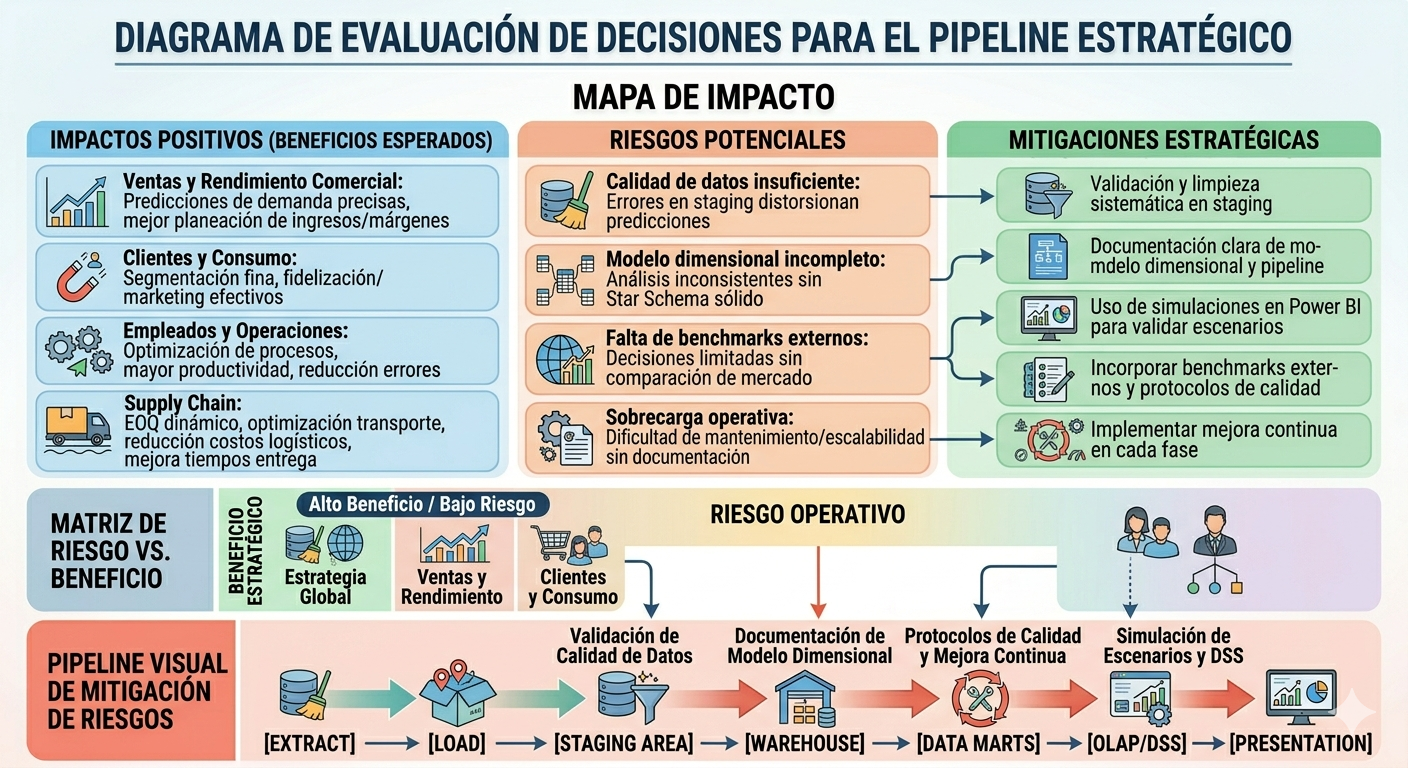 DIAGRAMA DE EVALUACIÓN DE DECISIONES PARA EL PIPELINE ESTRATÉGICO
MAPA DE IMPACTO
IMPACTOS POSITIVOS (BENEFICIOS ESPERADOS)
Ventas y Rendimiento Comercial:
Predicciones de demanda precisas,
mejor planeación de ingresos/márgenes
Clientes y Consumo:
Segmentación fina, fidelización/
marketing efectivos
Empleados y Operaciones:
Optimización de procesos,
mayor productividad, reducción errores
Supply Chain:
EOQ dinámico, optimización transporte,
reducción costos logísticos,
mejora tiempos entrega
RIESGOS POTENCIALES
Calidad de datos insuficiente:
Errores en staging distorsionan
predicciones
Modelo dimensional incompleto:
Análisis inconsistentes sin
Star Schema sólido
Falta de benchmarks externos:
Decisiones limitadas sin
comparación de mercado
Sobrecarga operativa:
Dificultad de mantenimiento/escalabilidad
sin documentación
MITIGACIONES ESTRATÉGICAS
Validación y limpieza
sistemática en staging
Documentación clara de mo-
mdelo dimensional y pipeline
Uso de simulaciones en Power BI
para validar escenarios
Incorporar benchmarks exter-
nos y protocolos de calidad
Implementar mejora continua
en cada fase
MATRIZ DE
RIESGO VS.
BENEFICIO
BENEFICIO
ESTRATÉGICO
Alto Beneficio / Bajo Riesgo
Estrategia
Global
Ventas y
Rendimiento
Clientes
y Consumo
RIESGO OPERATIVO
PIPELINE VISUAL
DE MITIGACIÓN
DE RIESGOS
Validación de
Calidad de Datos
Documentación de
Modelo Dimensional
Protocolos de Calidad
y Mejora Continua
Simulación de
Escenarios y DSS
[EXTRACT]
[LOAD]
[STAGING AREA]
[WAREHOUSE]
[DATA MARTS]
[OLAP/DSS]
[PRESENTATION]